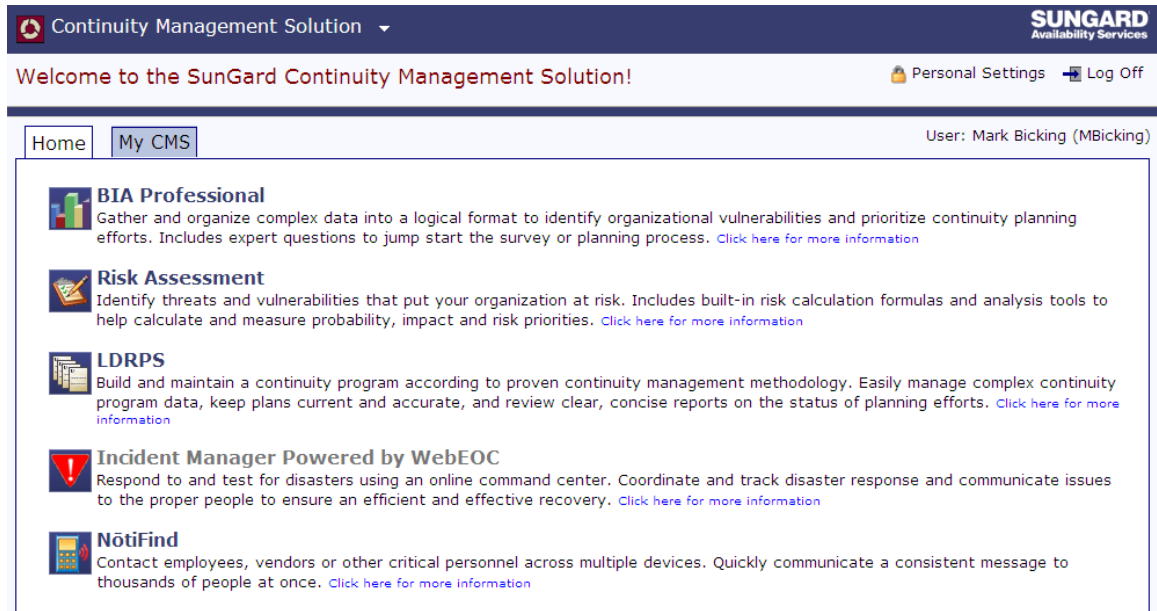 Continuity Management Solution
SUNGARD
Availability Services
Welcome to the SunGard Continuity Management Solution!
Personal Settings Log Off
Home My CMS User: Mark Bicking (MBicking)
BIA Professional
Gather and organize complex data into a logical format to identify organizational vulnerabilities and prioritize continuity planning
efforts. Includes expert questions to jump start the survey or planning process. Click here for more information
Risk Assessment
Identify threats and vulnerabilities that put your organization at risk. Includes built-in risk calculation formulas and analysis tools to
help calculate and measure probability, impact and risk priorities. Click here for more information
LDRPS
Build and maintain a continuity program according to proven continuity management methodology. Easily manage complex continuity
program data, keep plans current and accurate, and review clear, concise reports on the status of planning efforts. Click here for more
information
Incident Manager Powered by WebEOC
Respond to and test for disasters using an online command center. Coordinate and track disaster response and communicate issues
to the proper people to ensure an efficient and effective recovery. Click here for more information
NōtiFind
Contact employees, vendors or other critical personnel across multiple devices. Quickly communicate a consistent message to
thousands of people at once. Click here for more information